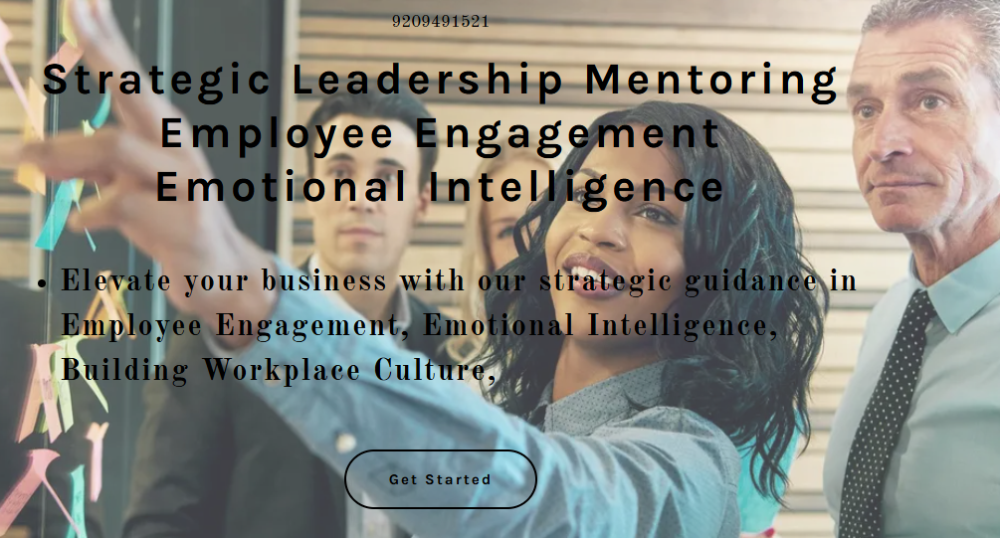 9209491521
Strategic Leadership Mentoring
Employee Engagement
Emotional Intelligence
• Elevate your business with our strategic guidance in
Employee Engagement, Emotional Intelligence,
Building Workplace Culture,
Get Started